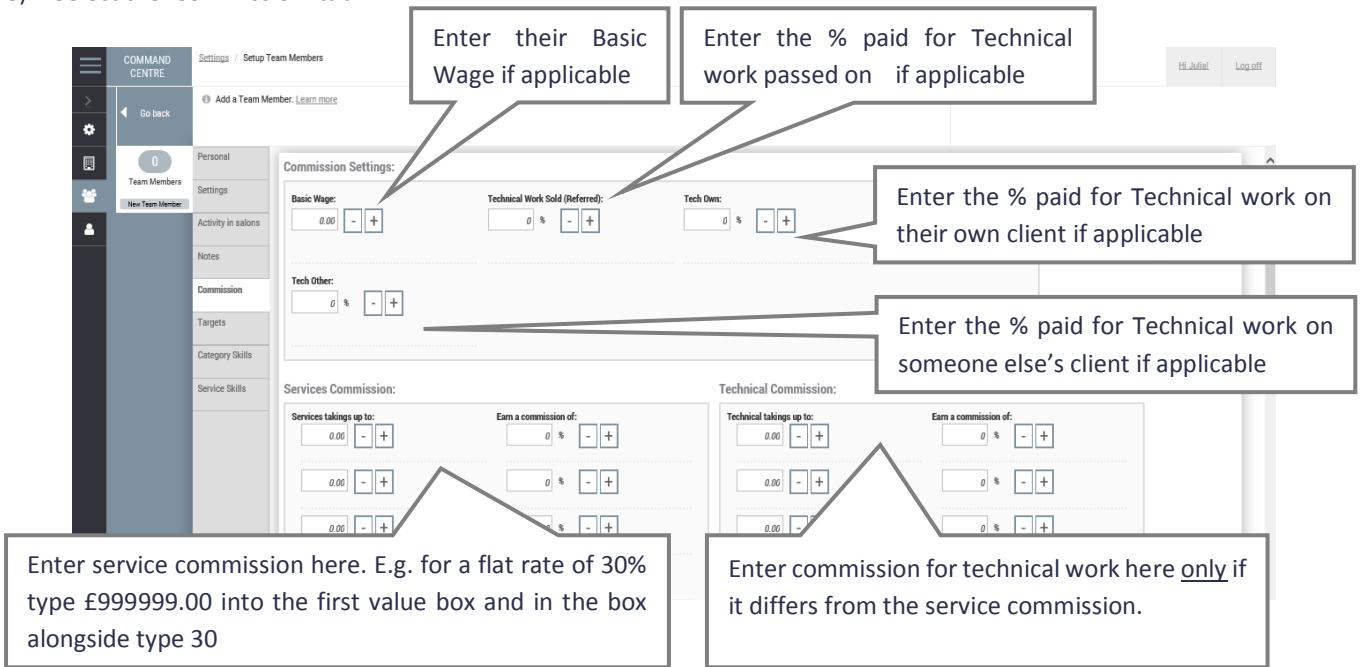 Enter their Basic
Wage if applicable
Enter the % paid for Technical
work passed on if applicable
COMMAND
CENTRE
Settings / Setup Team Members
Hi Julia!
Log off
Go back
Add a Team Member. Learn more
0
Team Members
New Team Member
Personal
Settings
Activity in salons
Notes
Commission
Targets
Category Skills
Service Skills
Commission Settings:
Basic Wage:
0.00 - +
Technical Work Sold (Referred):
0 % - +
Tech Own:
0 % - +
Enter the % paid for Technical work on
their own client if applicable
Tech Other:
0 % - +
Enter the % paid for Technical work on
someone else’s client if applicable
Services Commission:
Technical Commission:
Services takings up to:
Earn a commission of:
Technical takings up to:
Earn a commission of:
0.00 - +
0 % - +
0.00 - +
0 % - +
0.00 - +
0 % - +
0.00 - +
0 % - +
0.00 - +
% - +
0.00 -
0 % - +
Enter service commission here. E.g. for a flat rate of 30%
type £999999.00 into the first value box and in the box
alongside type 30
Enter commission for technical work here only if
it differs from the service commission.